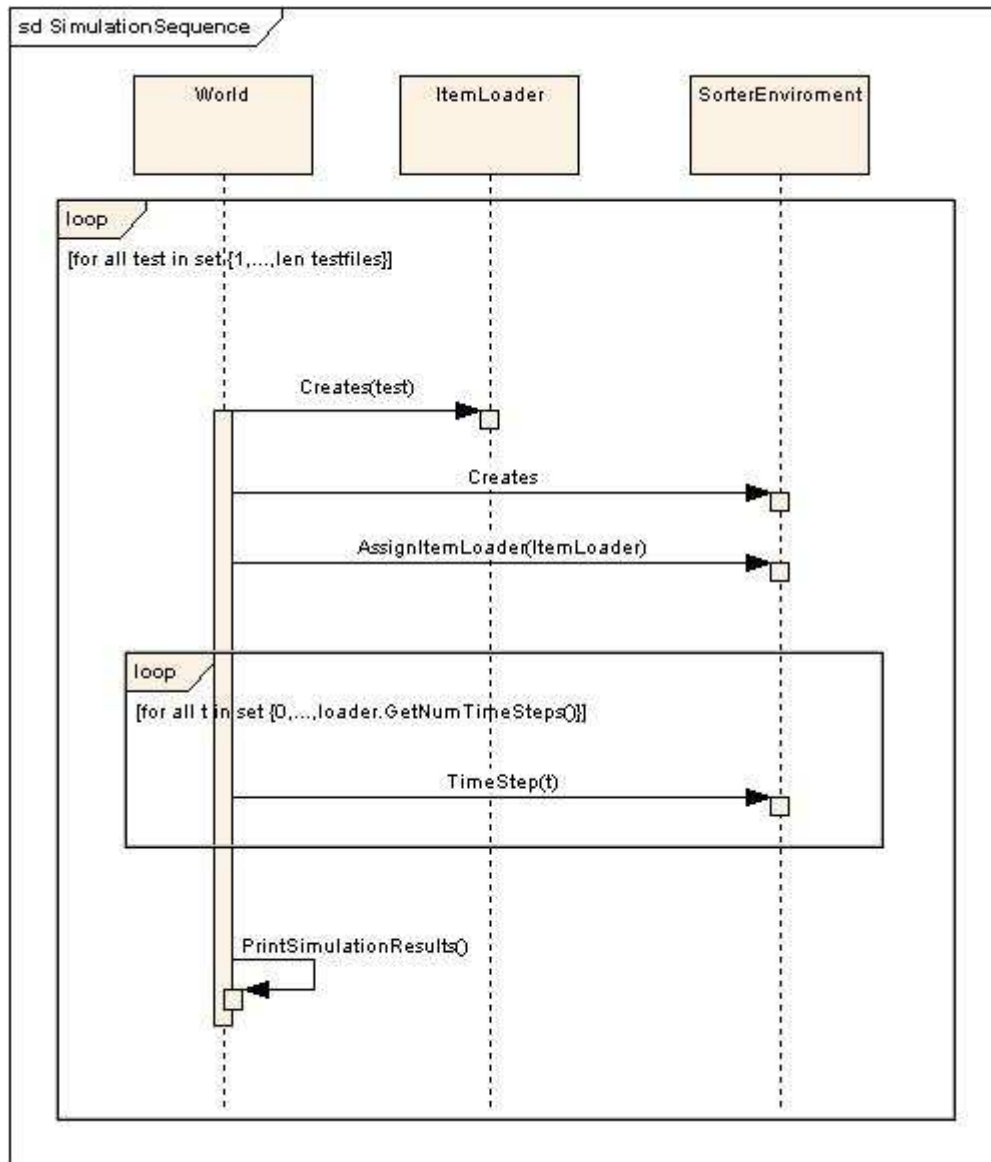 sd SimulationSequence
World
ItemLoader
SorterEnviroment
loop
[for all test in set {1,...,len testfiles}]
Creates(test)
Creates
AssignItemLoader(ItemLoader)
loop
[for all t in set {0,...,loader.GetNumTimeSteps()}]
TimeStep(t)
PrintSimulationResults()